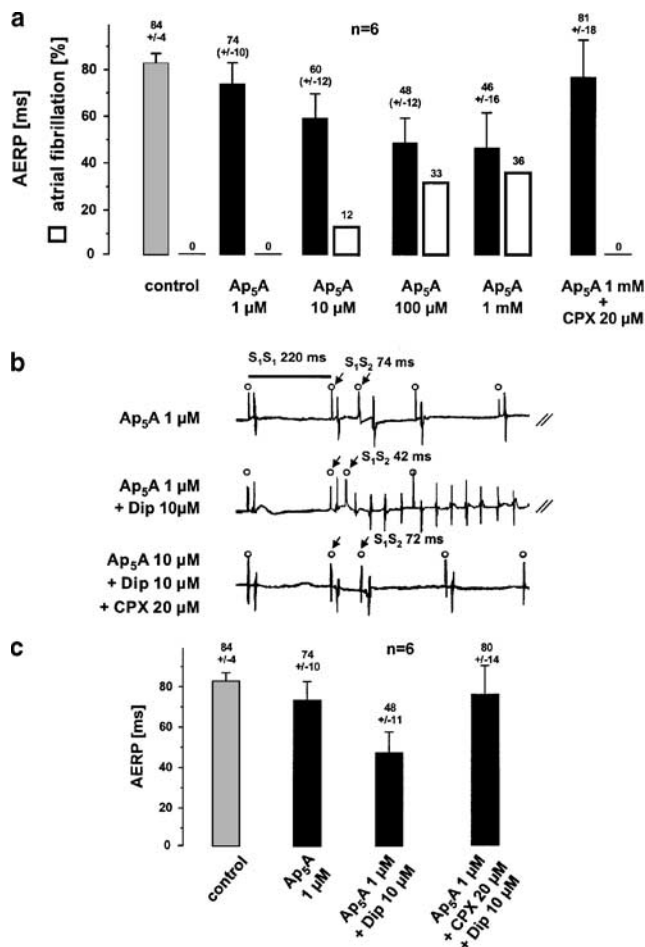 a
84 74 60 48 46 81
+/-4 (+/-10) (+/-12) (+/-12) +/-16 +/-18
n=6
AERP [ms]
atrial fibrillation [%]
80
60
40
20
0
0 0 12 33 36 0
control Ap₅A Ap₅A Ap₅A Ap₅A Ap₅A 1 mM
1 µM 10 µM 100 µM 1 mM +
CPX 20 µM
b
S₁S₁ 220 ms S₁S₂ 74 ms
Ap₅A 1 µM
S₁S₂ 42 ms
Ap₅A 1 µM
+ Dip 10µM
S₁S₂ 72 ms
Ap₅A 10 µM
+ Dip 10 µM
+ CPX 20 µM
c
84 74 48 80
+/-4 +/-10 +/-11 +/-14
n=6
AERP [ms]
80
60
40
20
0
control
Ap₅A
1 µM
Ap₅A 1 µM
+ Dip 10 µM
Ap₅A 1 µM
+ CPX 20 µM
+ Dip 10 µM